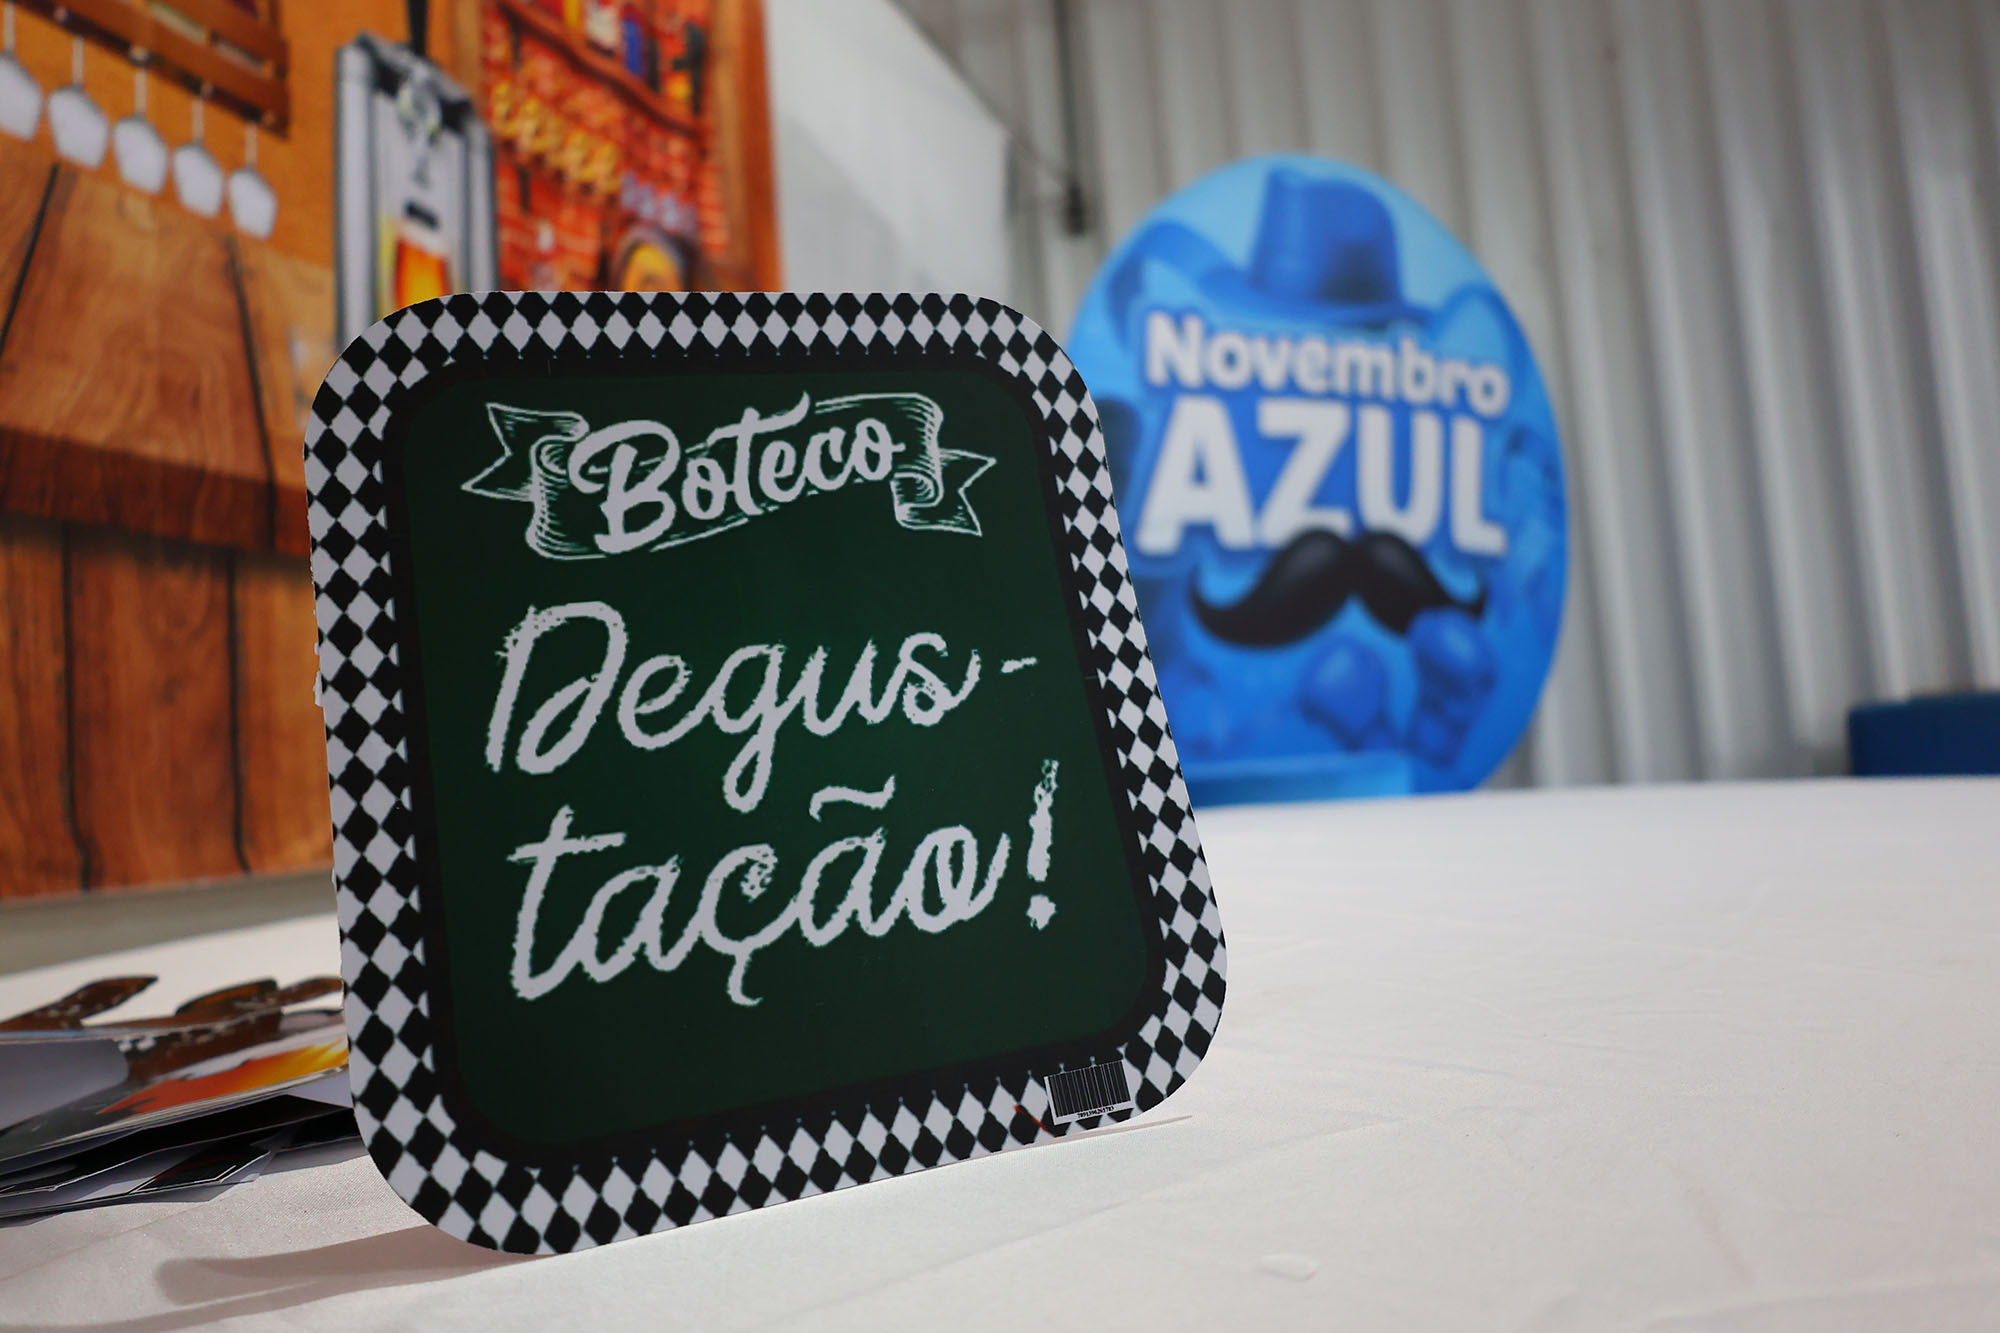 Boteco
Degus-
tação!
Novembro
AZUL